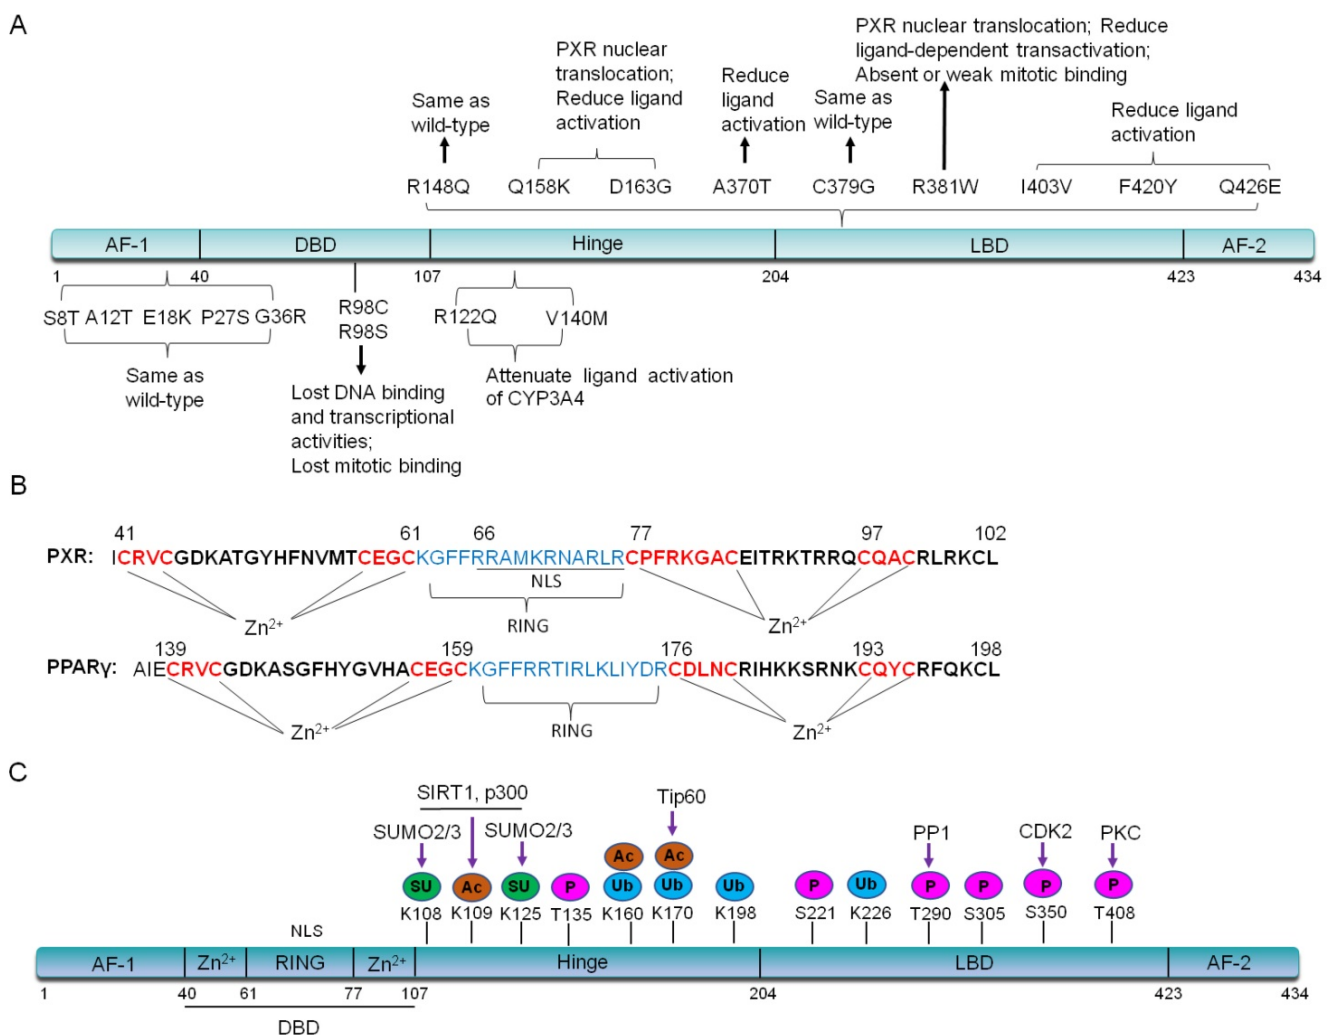 A
PXR nuclear translocation; Reduce
ligand-dependent transactivation;
Absent or weak mitotic binding
PXR nuclear
translocation;
Reduce ligand
activation
Reduce
ligand
activation
Same as
wild-type
Same as
wild-type
Reduce ligand
activation
R148Q Q158K D163G A370T C379G R381W I403V F420Y Q426E
AF-1 DBD Hinge LBD AF-2
1 40 107 204 423 434
S8T A12T E18K P27S G36R
R98C
R98S
R122Q V140M
Same as
wild-type
Lost DNA binding
and transcriptional
activities;
Lost mitotic binding
Attenuate ligand activation
of CYP3A4
B
41 61 66 77 97 102
PXR: ICRVCGDKATGYHFNVMTCEGCKGFFRRAMKRNARLRCPFRKGACEITRKTRRQCQACRLRKCL
NLS
Zn2+ RING Zn2+
139 159 176 193 198
PPARγ: AIECRVCGDKASGFHYGVHACEGCKGFFRRTIRLKLIYDRCDLNCRIHKKSRNKCQYCRFQKCL
Zn2+ RING Zn2+
C
SIRT1, p300 Tip60
SUMO2/3 SUMO2/3 PP1 CDK2 PKC
Ac Ac
SU Ac SU P Ub Ub Ub P Ub P P P P
K108 K109 K125 T135 K160 K170 K198 S221 K226 T290 S305 S350 T408
NLS
AF-1 Zn2+ RING Zn2+ Hinge LBD AF-2
1 40 61 77 107 204 423 434
DBD